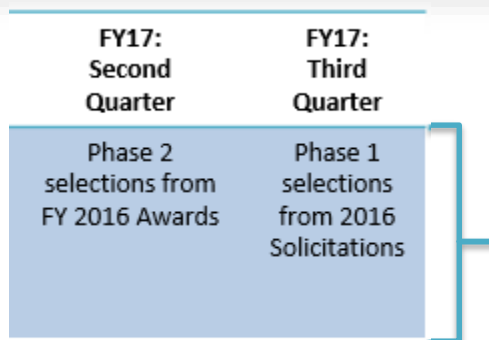 FY17:
Second
Quarter
FY17:
Third
Quarter
Phase 2
selections from
FY 2016 Awards
Phase 1
selections
from 2016
Solicitations